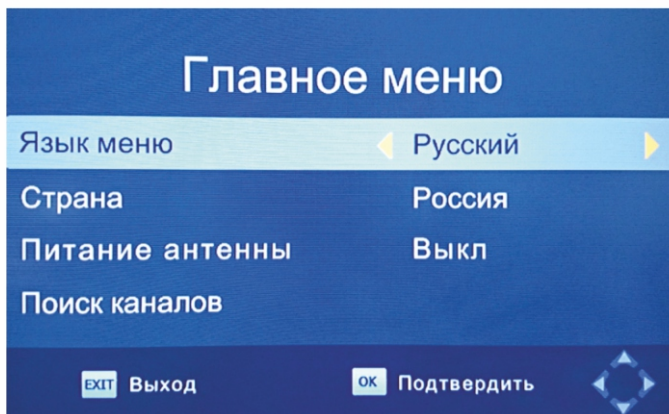 Главное меню
Язык меню Русский
Страна Россия
Питание антенны Выкл
Поиск каналов
EXIT Выход OK Подтвердить